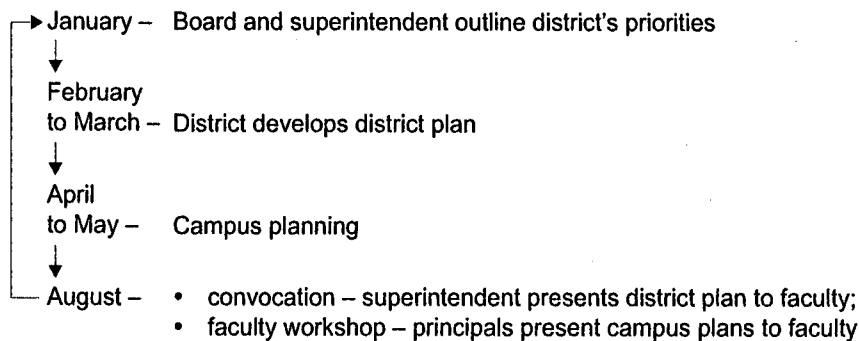 January – Board and superintendent outline district's priorities
February
to March – District develops district plan
April
to May – Campus planning
August – • convocation – superintendent presents district plan to faculty;
• faculty workshop – principals present campus plans to faculty